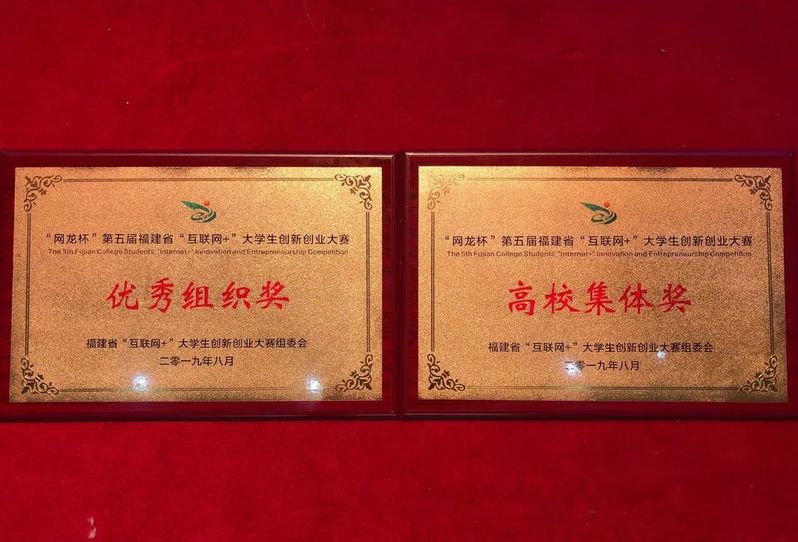 “网龙杯”第五届福建省“互联网+”大学生创新创业大赛
The 5th Fujian College Students' "Internet+" Innovation and Entrepreneurship Competition
优秀组织奖
福建省“互联网+”大学生创新创业大赛组委会
二零一九年八月
“网龙杯”第五届福建省“互联网+”大学生创新创业大赛
The 5th Fujian College Students' "Internet+" Innovation and Entrepreneurship Competition
高校集体奖
福建省“互联网+”大学生创新创业大赛组委会
二零一九年八月